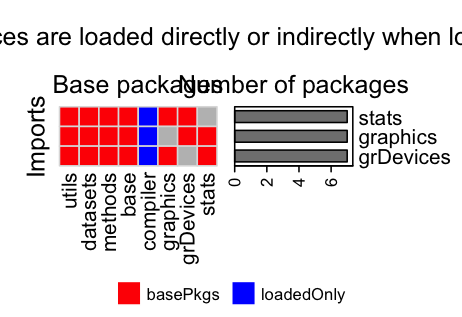 ces are loaded directly or indirectly when lo
Base packages
Number of packages
Imports
stats
graphics
grDevices
utils
datasets
methods
base
compiler
graphics
grDevices
stats
0 2 4 6
basePkgs loadedOnly